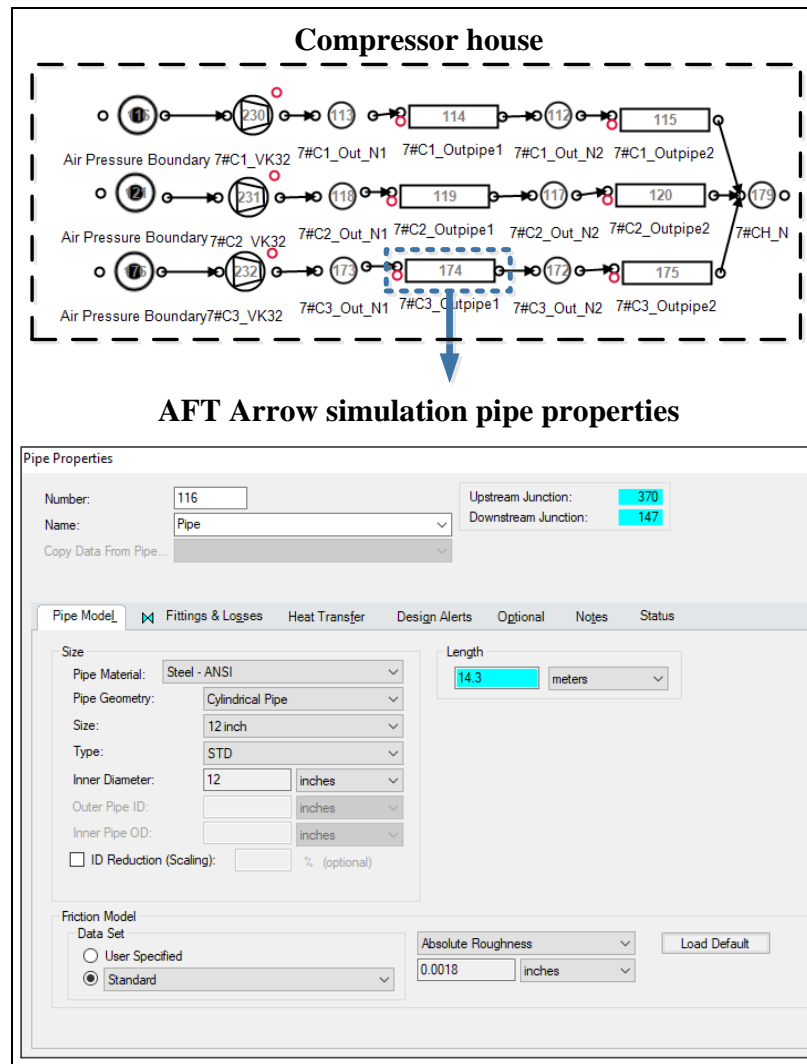 Compressor house
230 113 114 112 115
Air Pressure Boundary 7#C1_VK32 7#C1_Out_N1 7#C1_Outpipe1 7#C1_Out_N2 7#C1_Outpipe2
231 118 119 117 120 179
Air Pressure Boundary 7#C2_VK32 7#C2_Out_N1 7#C2_Outpipe1 7#C2_Out_N2 7#C2_Outpipe2 7#CH_N
232 173 174 172 175
Air Pressure Boundary 7#C3_VK32 7#C3_Out_N1 7#C3_Outpipe1 7#C3_Out_N2 7#C3_Outpipe2
AFT Arrow simulation pipe properties
Pipe Properties
Number: 116 Upstream Junction: 370
Name: Pipe Downstream Junction: 147
Copy Data From Pipe...
Pipe Model Fittings & Losses Heat Transfer Design Alerts Optional Notes Status
Size Length
Pipe Material: Steel - ANSI 14.3 meters
Pipe Geometry: Cylindrical Pipe
Size: 12 inch
Type: STD
Inner Diameter: 12 inches
Outer Pipe ID: inches
Inner Pipe OD: inches
ID Reduction (Scaling): % (optional)
Friction Model
Data Set Absolute Roughness Load Default
User Specified 0.0018 inches
Standard